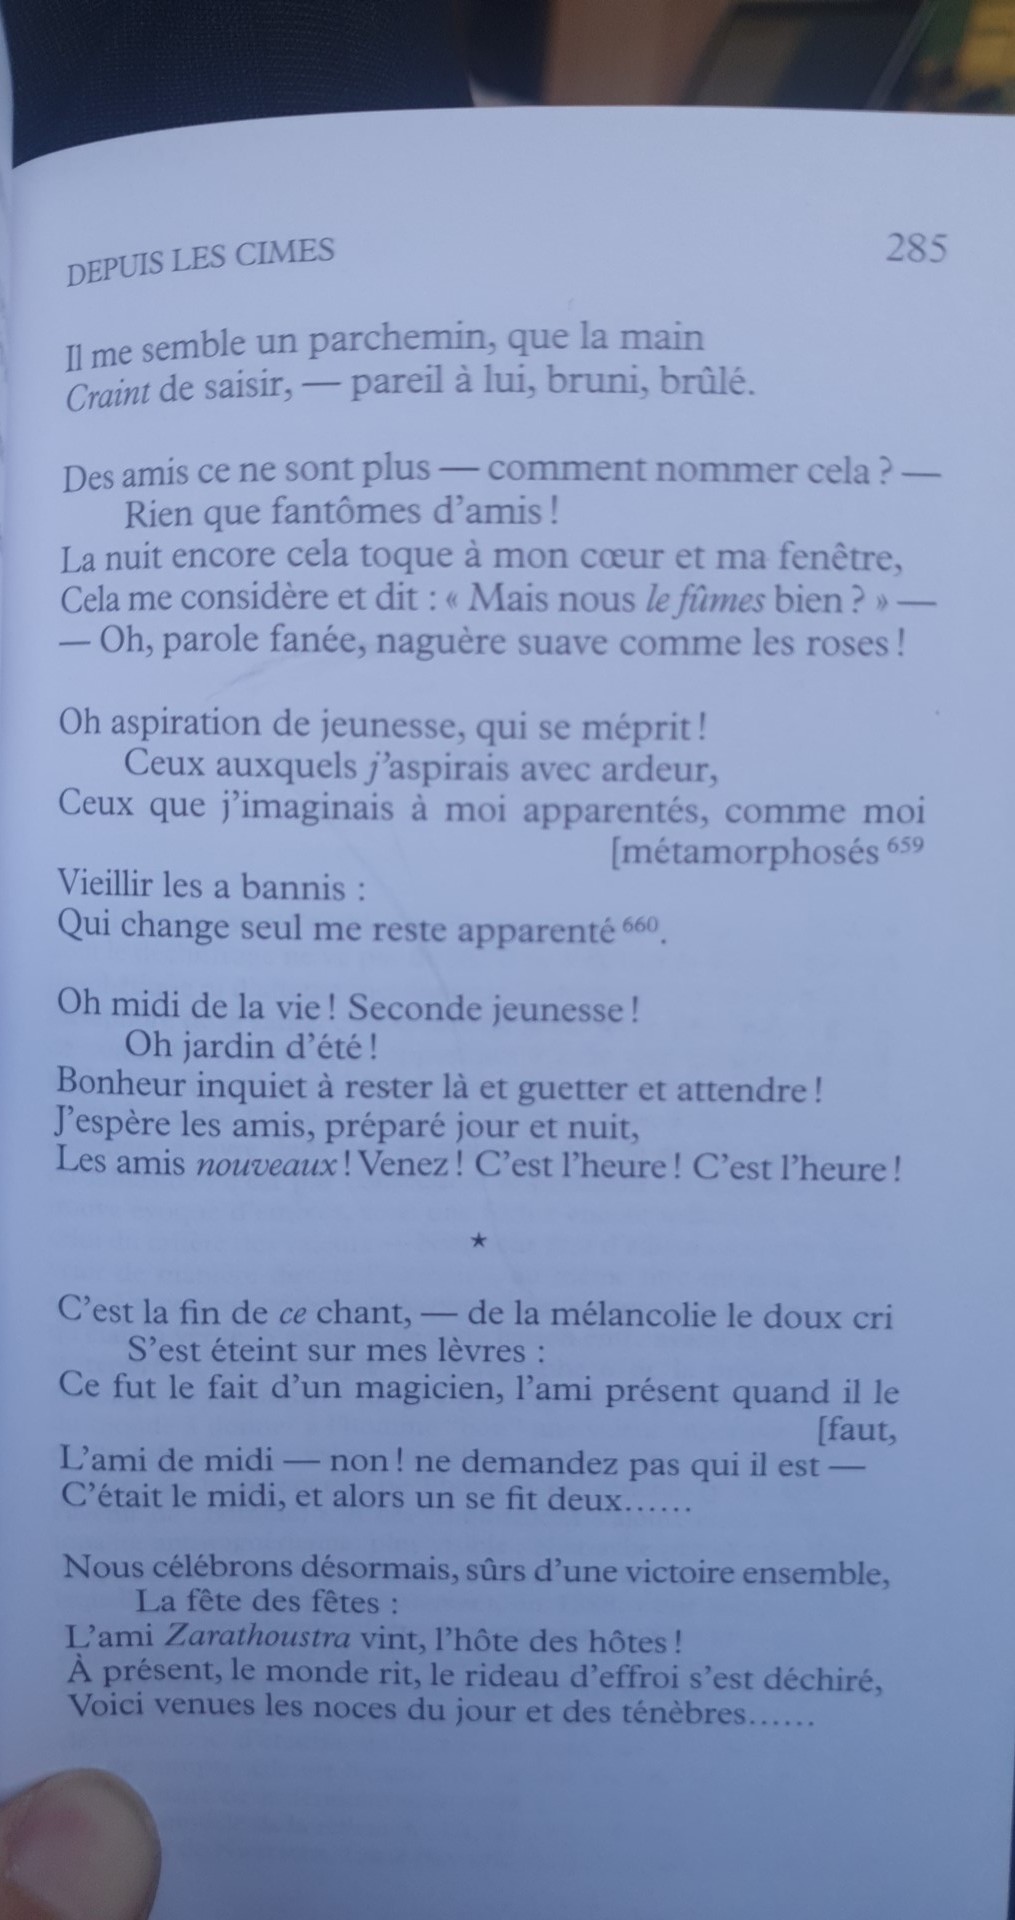 DEPUIS LES CIMES 285
Il me semble un parchemin, que la main
Craint de saisir, — pareil à lui, bruni, brûlé.
Des amis ce ne sont plus — comment nommer cela ? —
Rien que fantômes d'amis !
La nuit encore cela toque à mon cœur et ma fenêtre,
Cela me considère et dit : « Mais nous le fûmes bien ? » —
— Oh, parole fanée, naguère suave comme les roses !
Oh aspiration de jeunesse, qui se méprit !
Ceux auxquels j'aspirais avec ardeur,
Ceux que j'imaginais à moi apparentés, comme moi
[métamorphosés 659
Vieillir les a bannis :
Qui change seul me reste apparenté 660.
Oh midi de la vie ! Seconde jeunesse !
Oh jardin d'été !
Bonheur inquiet à rester là et guetter et attendre !
J'espère les amis, préparé jour et nuit,
Les amis nouveaux ! Venez ! C'est l'heure ! C'est l'heure !
★
C'est la fin de ce chant, — de la mélancolie le doux cri
S'est éteint sur mes lèvres :
Ce fut le fait d'un magicien, l'ami présent quand il le
[faut,
L'ami de midi — non ! ne demandez pas qui il est —
C'était le midi, et alors un se fit deux......
Nous célébrons désormais, sûrs d'une victoire ensemble,
La fête des fêtes :
L'ami Zarathoustra vint, l'hôte des hôtes !
À présent, le monde rit, le rideau d'effroi s'est déchiré,
Voici venues les noces du jour et des ténèbres......